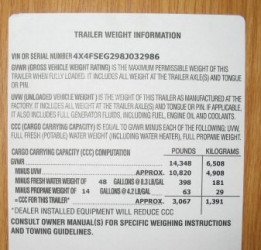 TRAILER WEIGHT INFORMATION
VIN OR SERIAL NUMBER 4X4FSEG298J032986
GVWR (GROSS VEHICLE WEIGHT RATING) IS THE MAXIMUM PERMISSIBLE WEIGHT OF THIS
TRAILER WHEN FULLY LOADED. IT INCLUDES ALL WEIGHT AT THE TRAILER AXLE(S) AND TONGUE
OR PIN.
UVW (UNLOADED VEHICLE WEIGHT) IS THE WEIGHT OF THIS TRAILER AS MANUFACTURED AT THE
FACTORY. IT INCLUDES ALL WEIGHT AT THE TRAILER AXLE(S) AND TONGUE OR PIN. IF APPLICABLE,
IT ALSO INCLUDES FULL GENERATOR FLUIDS, INCLUDING FUEL, ENGINE OIL AND COOLANTS.
CCC (CARGO CARRYING CAPACITY) IS EQUAL TO GVWR MINUS EACH OF THE FOLLOWING: UVW,
FULL FRESH (POTABLE) WATER WEIGHT (INCLUDING WATER HEATER), FULL PROPANE WEIGHT.
CARGO CARRYING CAPACITY (CCC) COMPUTATION POUNDS KILOGRAMS
GVWR 14,348 6,508
MINUS UVW Approx. 10,820 4,908
MINUS FRESH WATER WEIGHT OF 48 GALLONS @ 8.3 LB/GAL 398 181
MINUS PROPANE WEIGHT OF 14 GALLONS @ 4.2 LB/GAL 63 29
=CCC FOR THIS TRAILER* Approx. 3,067 1,391
*DEALER INSTALLED EQUIPMENT WILL REDUCE CCC
CONSULT OWNER MANUAL(S) FOR SPECIFIC WEIGHING INSTRUCTIONS
AND TOWING GUIDELINES.